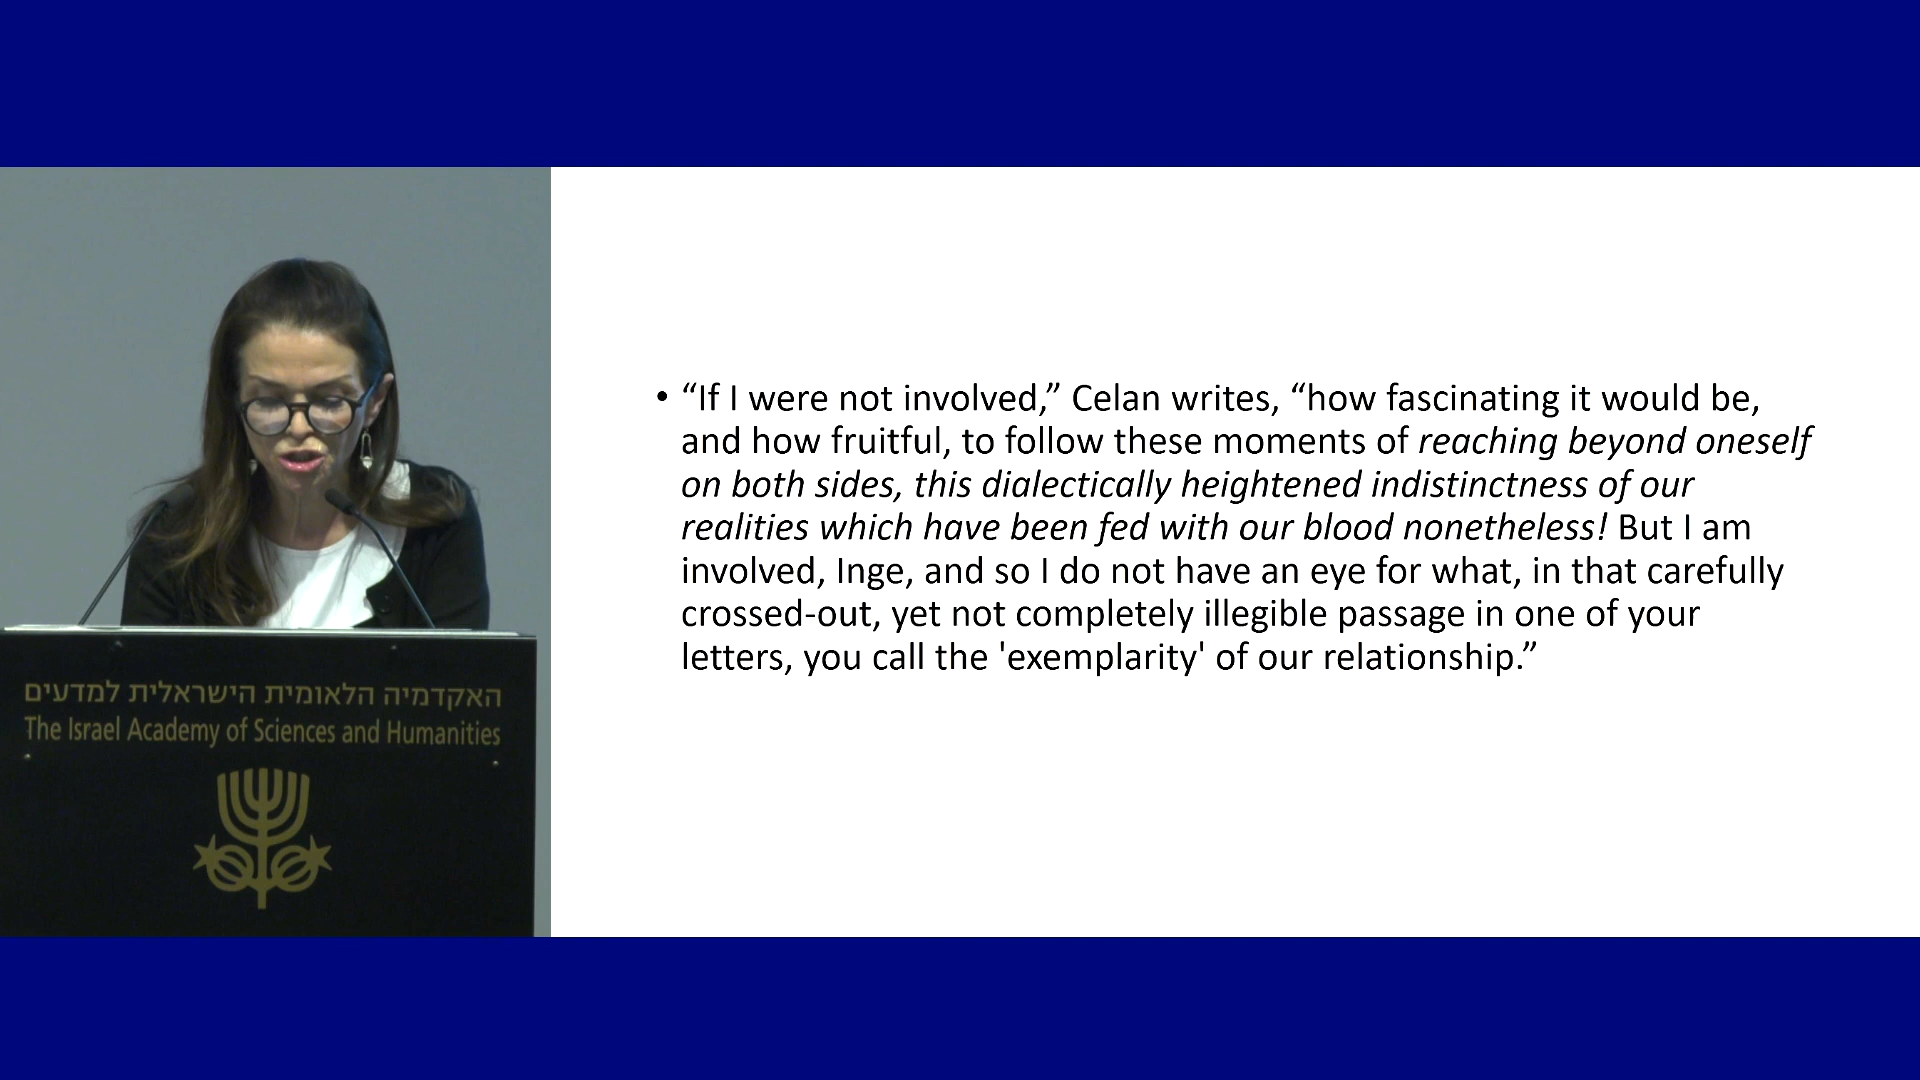 האקדמיה הלאומית הישראלית למדעים
The Israel Academy of Sciences and Humanities
• “If I were not involved,” Celan writes, “how fascinating it would be,
and how fruitful, to follow these moments of reaching beyond oneself
on both sides, this dialectically heightened indistinctness of our
realities which have been fed with our blood nonetheless! But I am
involved, Inge, and so I do not have an eye for what, in that carefully
crossed-out, yet not completely illegible passage in one of your
letters, you call the 'exemplarity' of our relationship.”